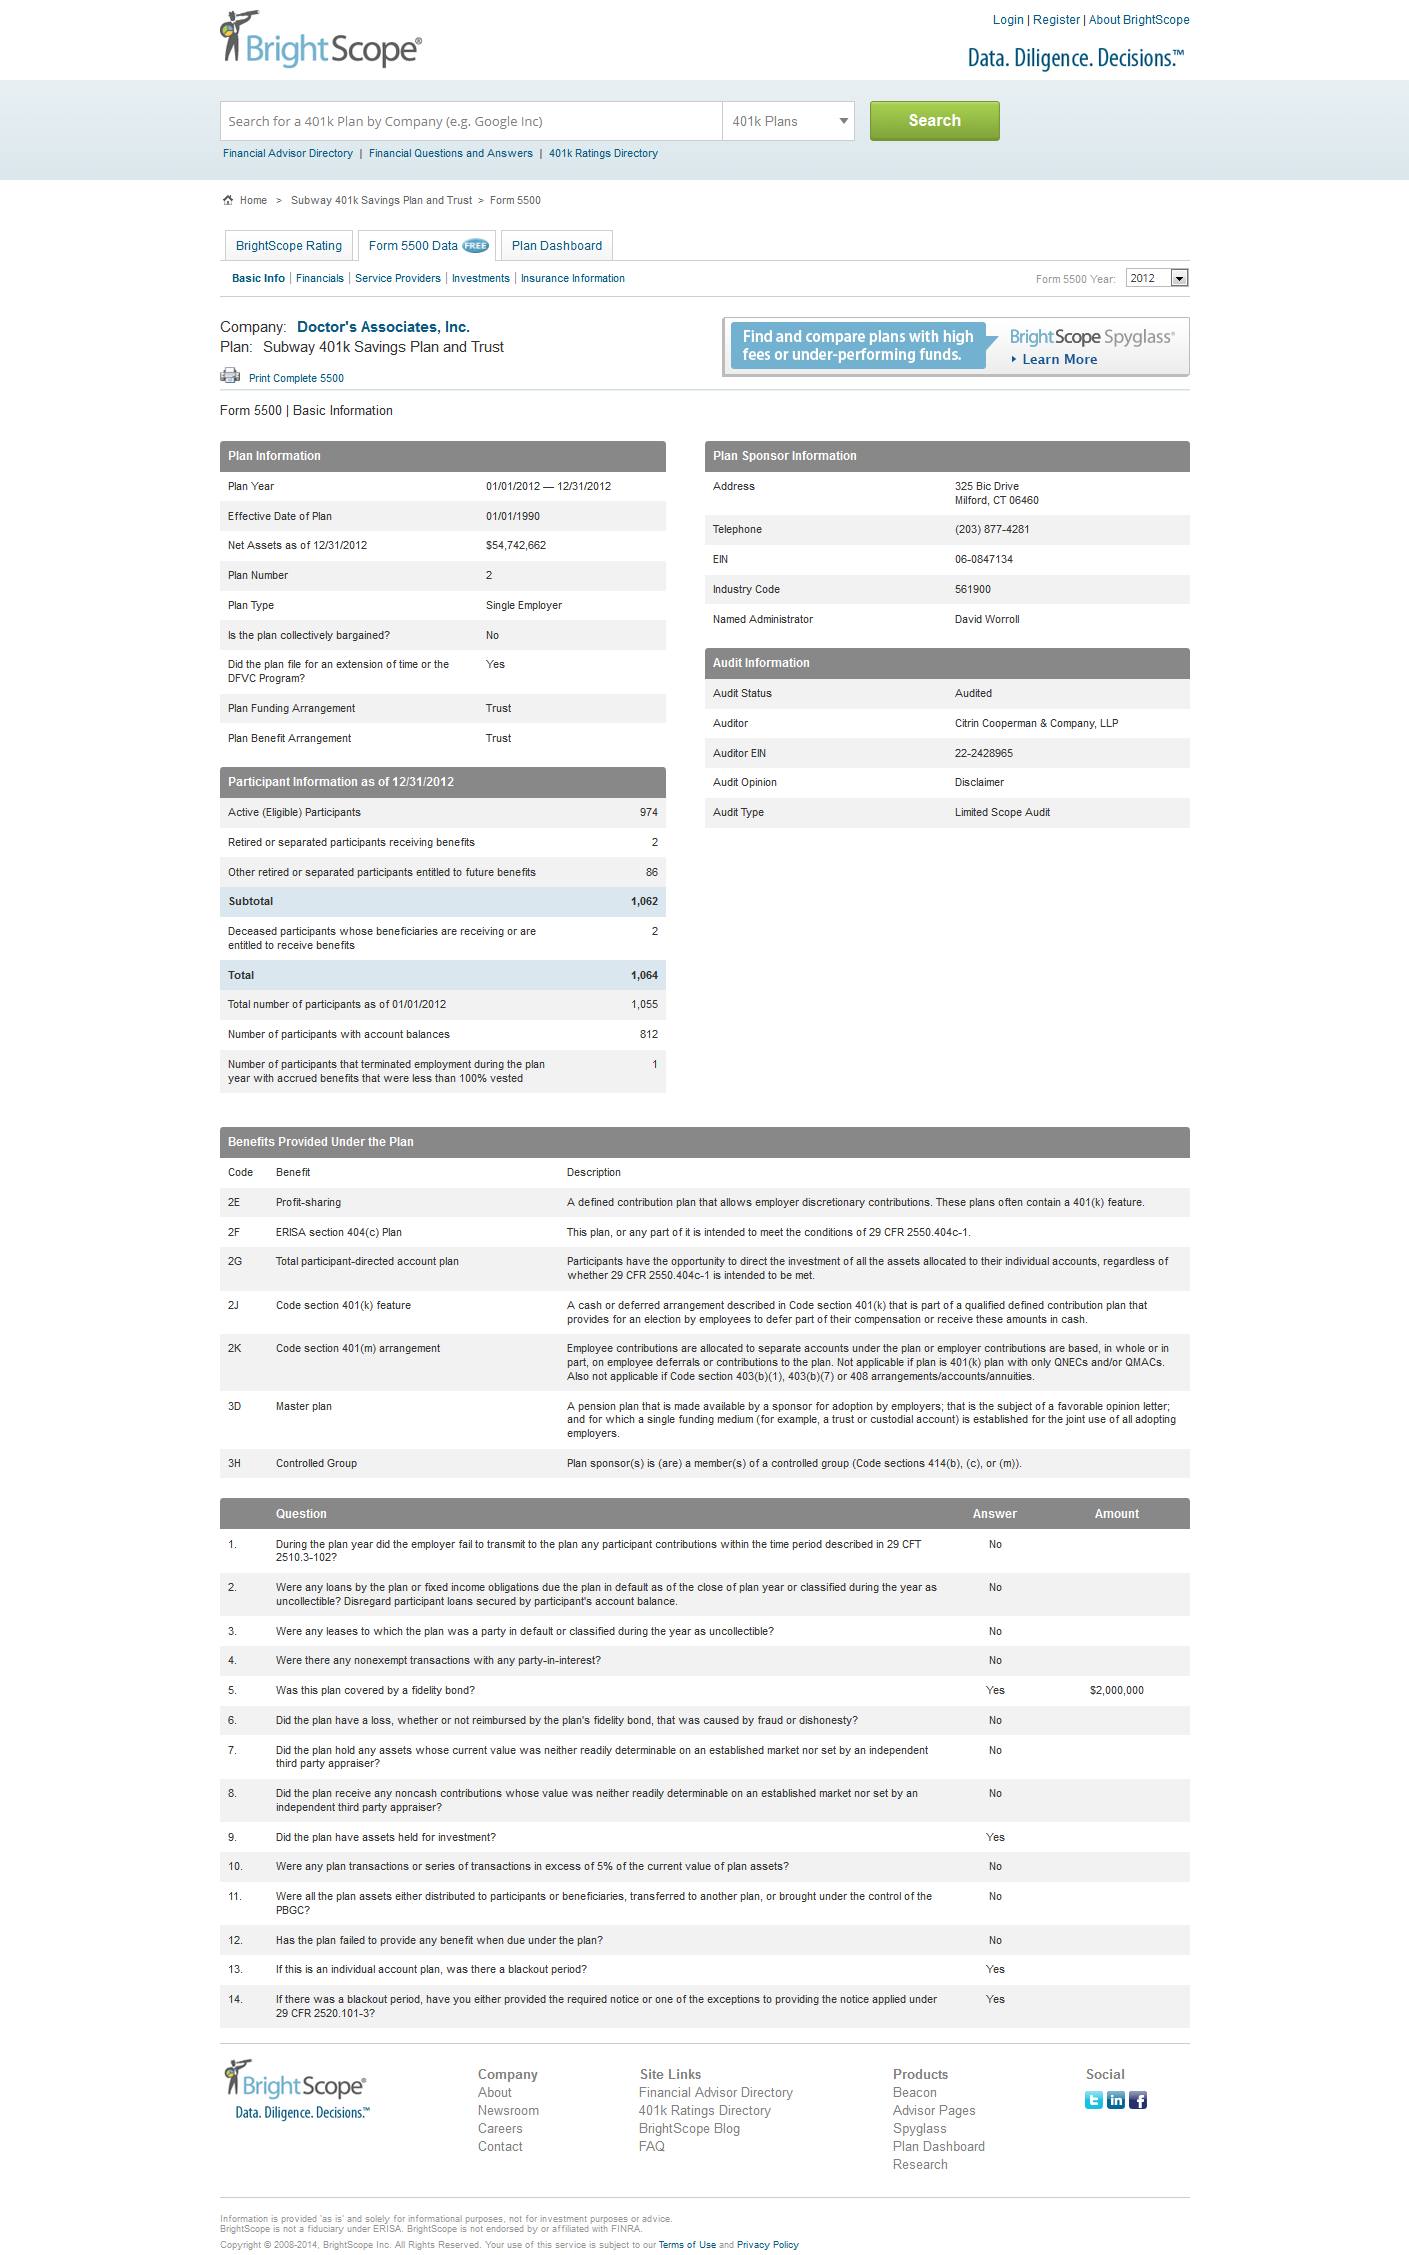 BrightScope®
Login | Register | About BrightScope
Data. Diligence. Decisions.™
Search for a 401k Plan by Company (e.g. Google Inc)
401k Plans
Search
Financial Advisor Directory | Financial Questions and Answers | 401k Ratings Directory
Home > Subway 401k Savings Plan and Trust > Form 5500
BrightScope Rating
Form 5500 Data FREE
Plan Dashboard
Basic Info | Financials | Service Providers | Investments | Insurance Information
Form 5500 Year: 2012
Company: Doctor's Associates, Inc.
Plan: Subway 401k Savings Plan and Trust
Print Complete 5500
Find and compare plans with high
fees or under-performing funds.
BrightScope Spyglass®
Learn More
Form 5500 | Basic Information
Plan Information
Plan Year 01/01/2012 — 12/31/2012
Effective Date of Plan 01/01/1990
Net Assets as of 12/31/2012 $54,742,662
Plan Number 2
Plan Type Single Employer
Is the plan collectively bargained? No
Did the plan file for an extension of time or the Yes
DFVC Program?
Plan Funding Arrangement Trust
Plan Benefit Arrangement Trust
Participant Information as of 12/31/2012
Active (Eligible) Participants 974
Retired or separated participants receiving benefits 2
Other retired or separated participants entitled to future benefits 86
Subtotal 1,062
Deceased participants whose beneficiaries are receiving or are 2
entitled to receive benefits
Total 1,064
Total number of participants as of 01/01/2012 1,055
Number of participants with account balances 812
Number of participants that terminated employment during the plan 1
year with accrued benefits that were less than 100% vested
Plan Sponsor Information
Address 325 Bic Drive
Milford, CT 06460
Telephone (203) 877-4281
EIN 06-0847134
Industry Code 561900
Named Administrator David Worroll
Audit Information
Audit Status Audited
Auditor Citrin Cooperman & Company, LLP
Auditor EIN 22-2428965
Audit Opinion Disclaimer
Audit Type Limited Scope Audit
Benefits Provided Under the Plan
Code Benefit Description
2E Profit-sharing A defined contribution plan that allows employer discretionary contributions. These plans often contain a 401(k) feature.
2F ERISA section 404(c) Plan This plan, or any part of it is intended to meet the conditions of 29 CFR 2550.404c-1.
2G Total participant-directed account plan Participants have the opportunity to direct the investment of all the assets allocated to their individual accounts, regardless of
whether 29 CFR 2550.404c-1 is intended to be met.
2J Code section 401(k) feature A cash or deferred arrangement described in Code section 401(k) that is part of a qualified defined contribution plan that
provides for an election by employees to defer part of their compensation or receive these amounts in cash.
2K Code section 401(m) arrangement Employee contributions are allocated to separate accounts under the plan or employer contributions are based, in whole or in
part, on employee deferrals or contributions to the plan. Not applicable if plan is 401(k) plan with only QNECs and/or QMACs.
Also not applicable if Code section 403(b)(1), 403(b)(7) or 408 arrangements/accounts/annuities.
3D Master plan A pension plan that is made available by a sponsor for adoption by employers; that is the subject of a favorable opinion letter;
and for which a single funding medium (for example, a trust or custodial account) is established for the joint use of all adopting
employers.
3H Controlled Group Plan sponsor(s) is (are) a member(s) of a controlled group (Code sections 414(b), (c), or (m)).
Question Answer Amount
1. During the plan year did the employer fail to transmit to the plan any participant contributions within the time period described in 29 CFT No
2510.3-102?
2. Were any loans by the plan or fixed income obligations due the plan in default as of the close of plan year or classified during the year as No
uncollectible? Disregard participant loans secured by participant's account balance.
3. Were any leases to which the plan was a party in default or classified during the year as uncollectible? No
4. Were there any nonexempt transactions with any party-in-interest? No
5. Was this plan covered by a fidelity bond? Yes $2,000,000
6. Did the plan have a loss, whether or not reimbursed by the plan's fidelity bond, that was caused by fraud or dishonesty? No
7. Did the plan hold any assets whose current value was neither readily determinable on an established market nor set by an independent No
third party appraiser?
8. Did the plan receive any noncash contributions whose value was neither readily determinable on an established market nor set by an No
independent third party appraiser?
9. Did the plan have assets held for investment? Yes
10. Were any plan transactions or series of transactions in excess of 5% of the current value of plan assets? No
11. Were all the plan assets either distributed to participants or beneficiaries, transferred to another plan, or brought under the control of the No
PBGC?
12. Has the plan failed to provide any benefit when due under the plan? No
13. If this is an individual account plan, was there a blackout period? Yes
14. If there was a blackout period, have you either provided the required notice or one of the exceptions to providing the notice applied under Yes
29 CFR 2520.101-3?
BrightScope®
Data. Diligence. Decisions.™
Company
About
Newsroom
Careers
Contact
Site Links
Financial Advisor Directory
401k Ratings Directory
BrightScope Blog
FAQ
Products
Beacon
Advisor Pages
Spyglass
Plan Dashboard
Research
Social
Information is provided 'as is' and solely for informational purposes, not for investment purposes or advice.
BrightScope is not a fiduciary under ERISA. BrightScope is not endorsed by or affiliated with FINRA.
Copyright © 2008-2014, BrightScope Inc. All Rights Reserved. Your use of this service is subject to our Terms of Use and Privacy Policy